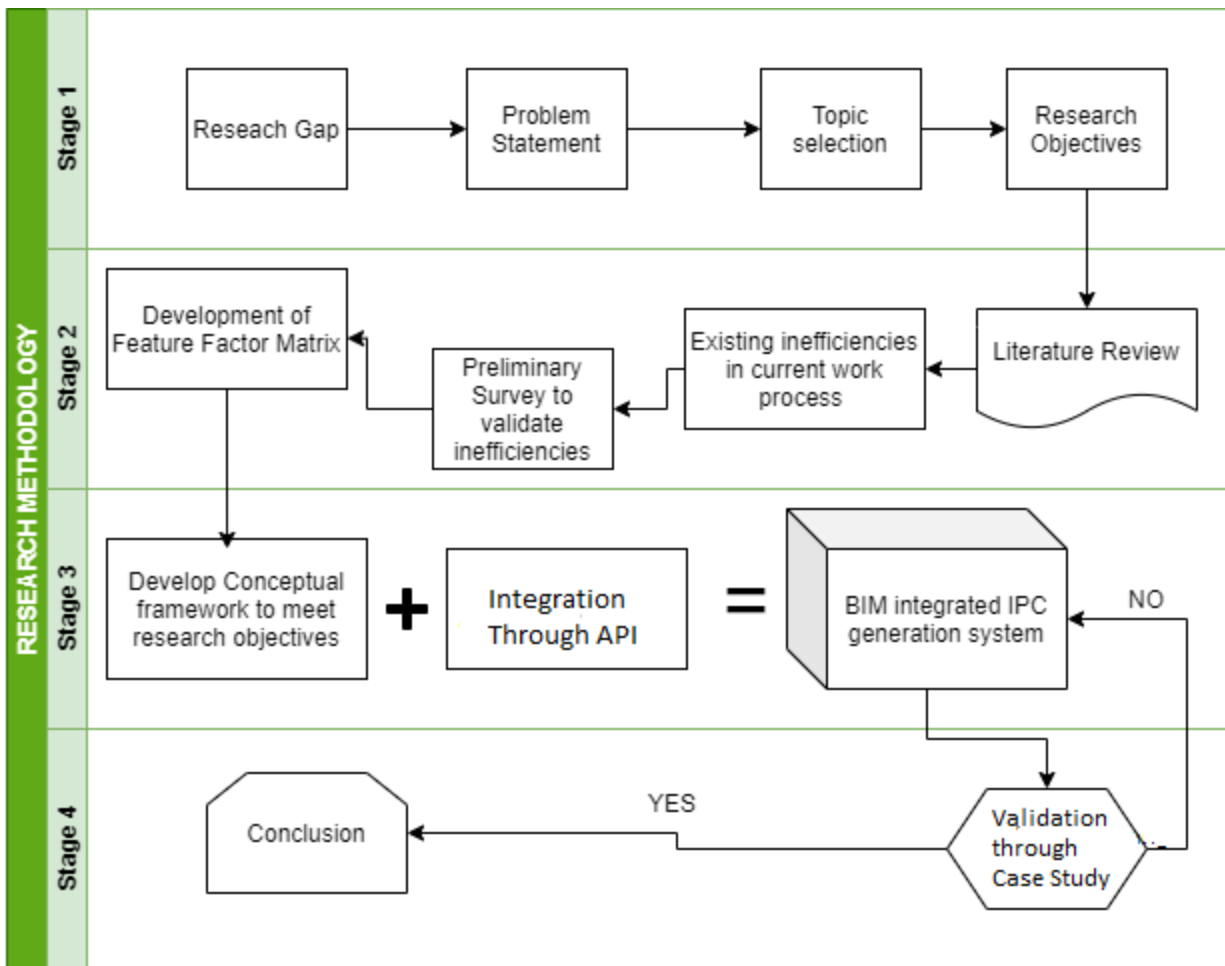 RESEARCH METHODOLOGY
Stage 1
Reseach Gap
Problem
Statement
Topic
selection
Research
Objectives
Stage 2
Development of
Feature Factor Matrix
Preliminary
Survey to
validate
inefficiencies
Existing inefficiencies
in current work
process
Literature Review
Stage 3
Develop Conceptual
framework to meet
research objectives
+
Integration
Through API
=
BIM integrated IPC
generation system
NO
Stage 4
Conclusion
YES
Validation
through
Case Study